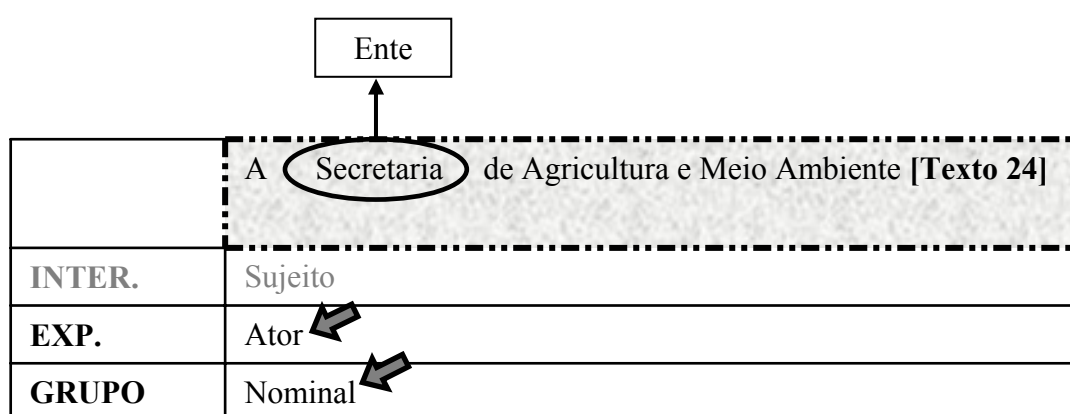 Ente
A Secretaria de Agricultura e Meio Ambiente [Texto 24]
INTER. Sujeito
EXP. Ator
GRUPO Nominal